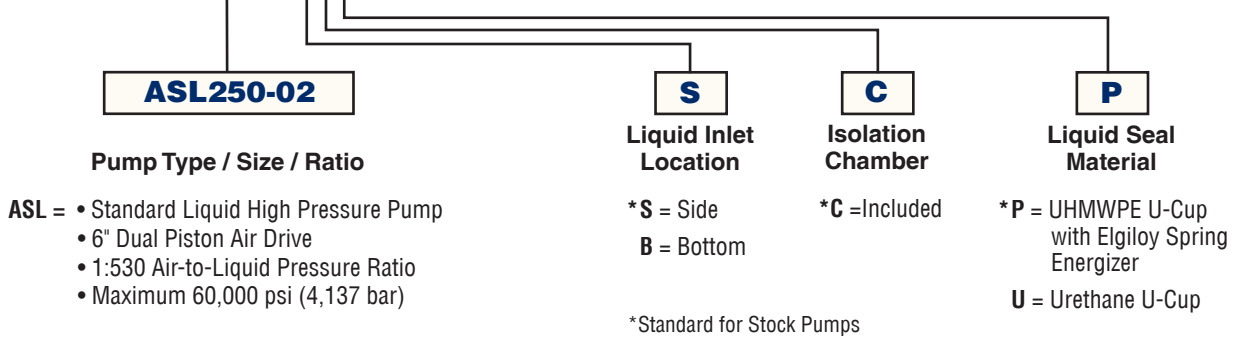 ASL250-02
S
C
P
Pump Type / Size / Ratio
Liquid Inlet
Location
Isolation
Chamber
Liquid Seal
Material
ASL = • Standard Liquid High Pressure Pump
• 6" Dual Piston Air Drive
• 1:530 Air-to-Liquid Pressure Ratio
• Maximum 60,000 psi (4,137 bar)
*S = Side
B = Bottom
*C =Included
*P = UHMWPE U-Cup
with Elgiloy Spring
Energizer
U = Urethane U-Cup
*Standard for Stock Pumps